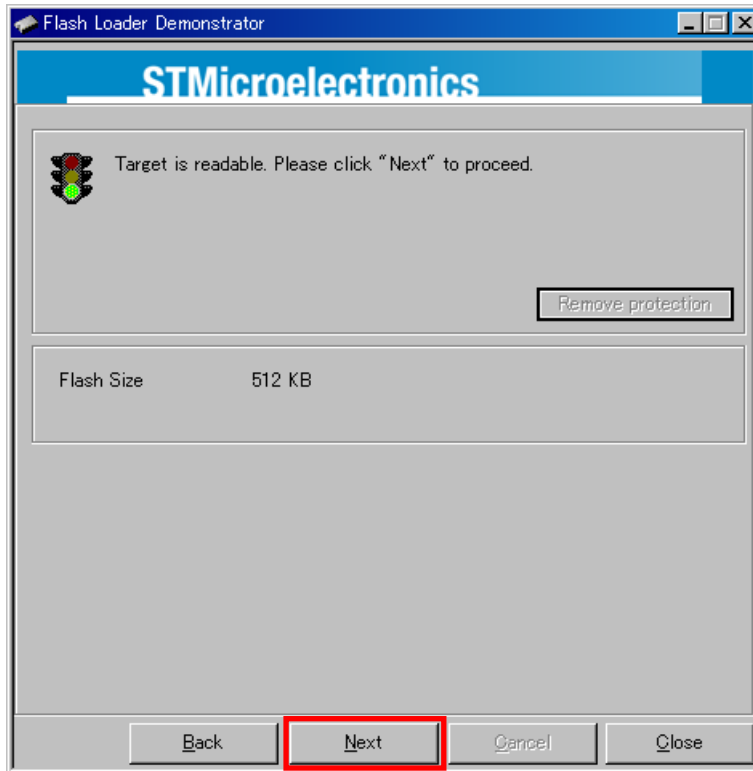 Flash Loader Demonstrator
STMicroelectronics
Target is readable. Please click "Next" to proceed.
Remove protection
Flash Size 512 KB
Back Next Cancel Close